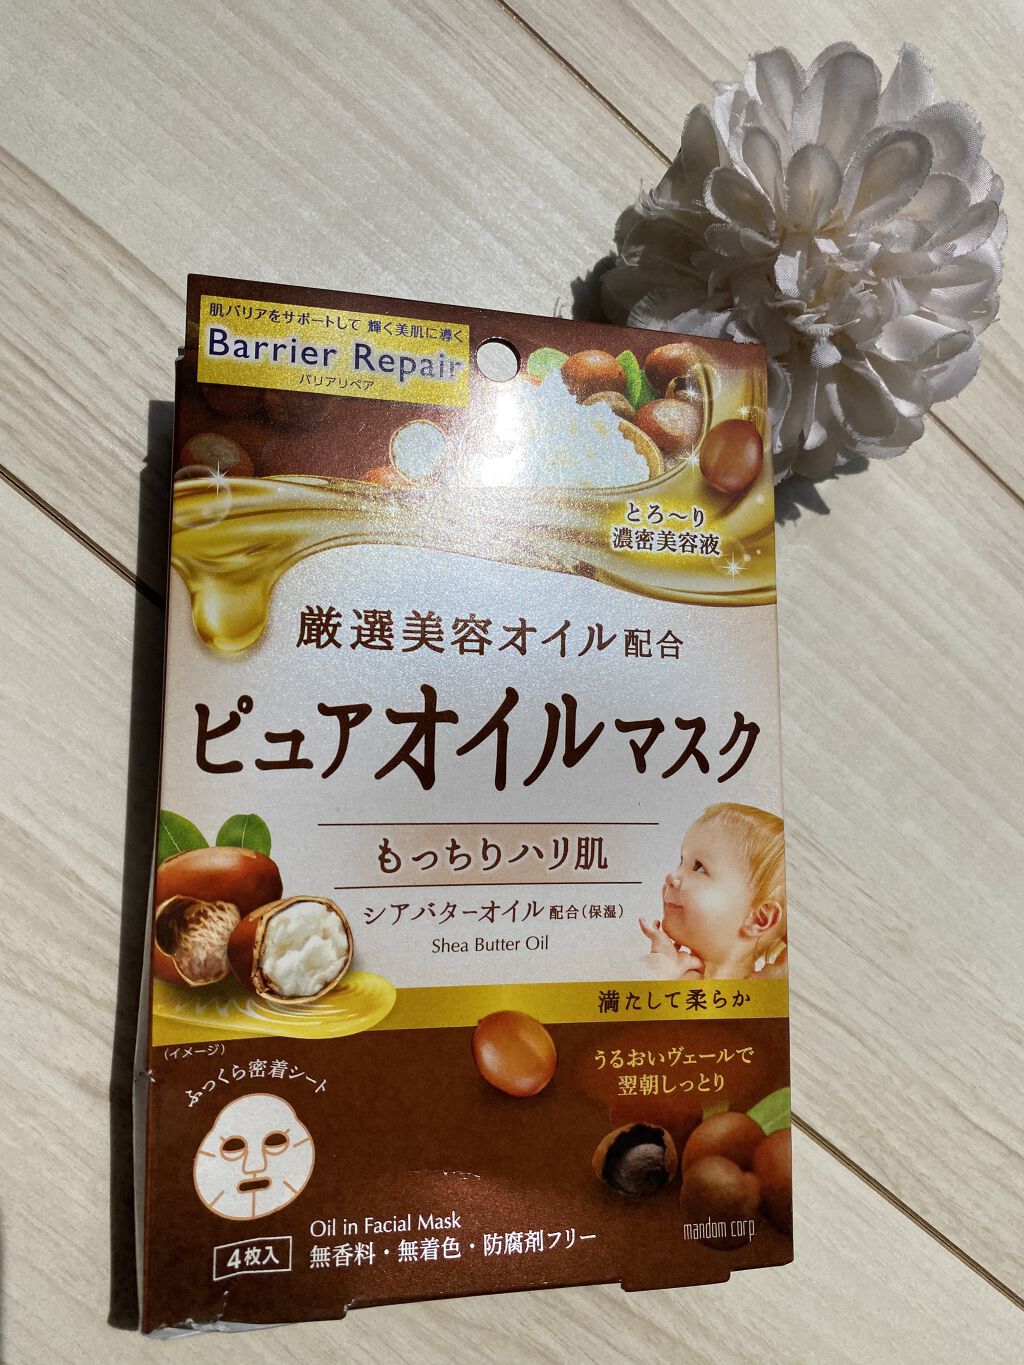 肌バリアをサポートして 輝く美肌に導く
Barrier Repair
バリアリペア
とろ〜り
濃密美容液
厳選美容オイル配合
ピュアオイルマスク
もっちりハリ肌
シアバターオイル配合(保湿)
Shea Butter Oil
満たして柔らか
(イメージ)
うるおいヴェールで
翌朝しっとり
ふっくら密着シート
Oil in Facial Mask
4枚入
無香料・無着色・防腐剤フリー
mandom corp.